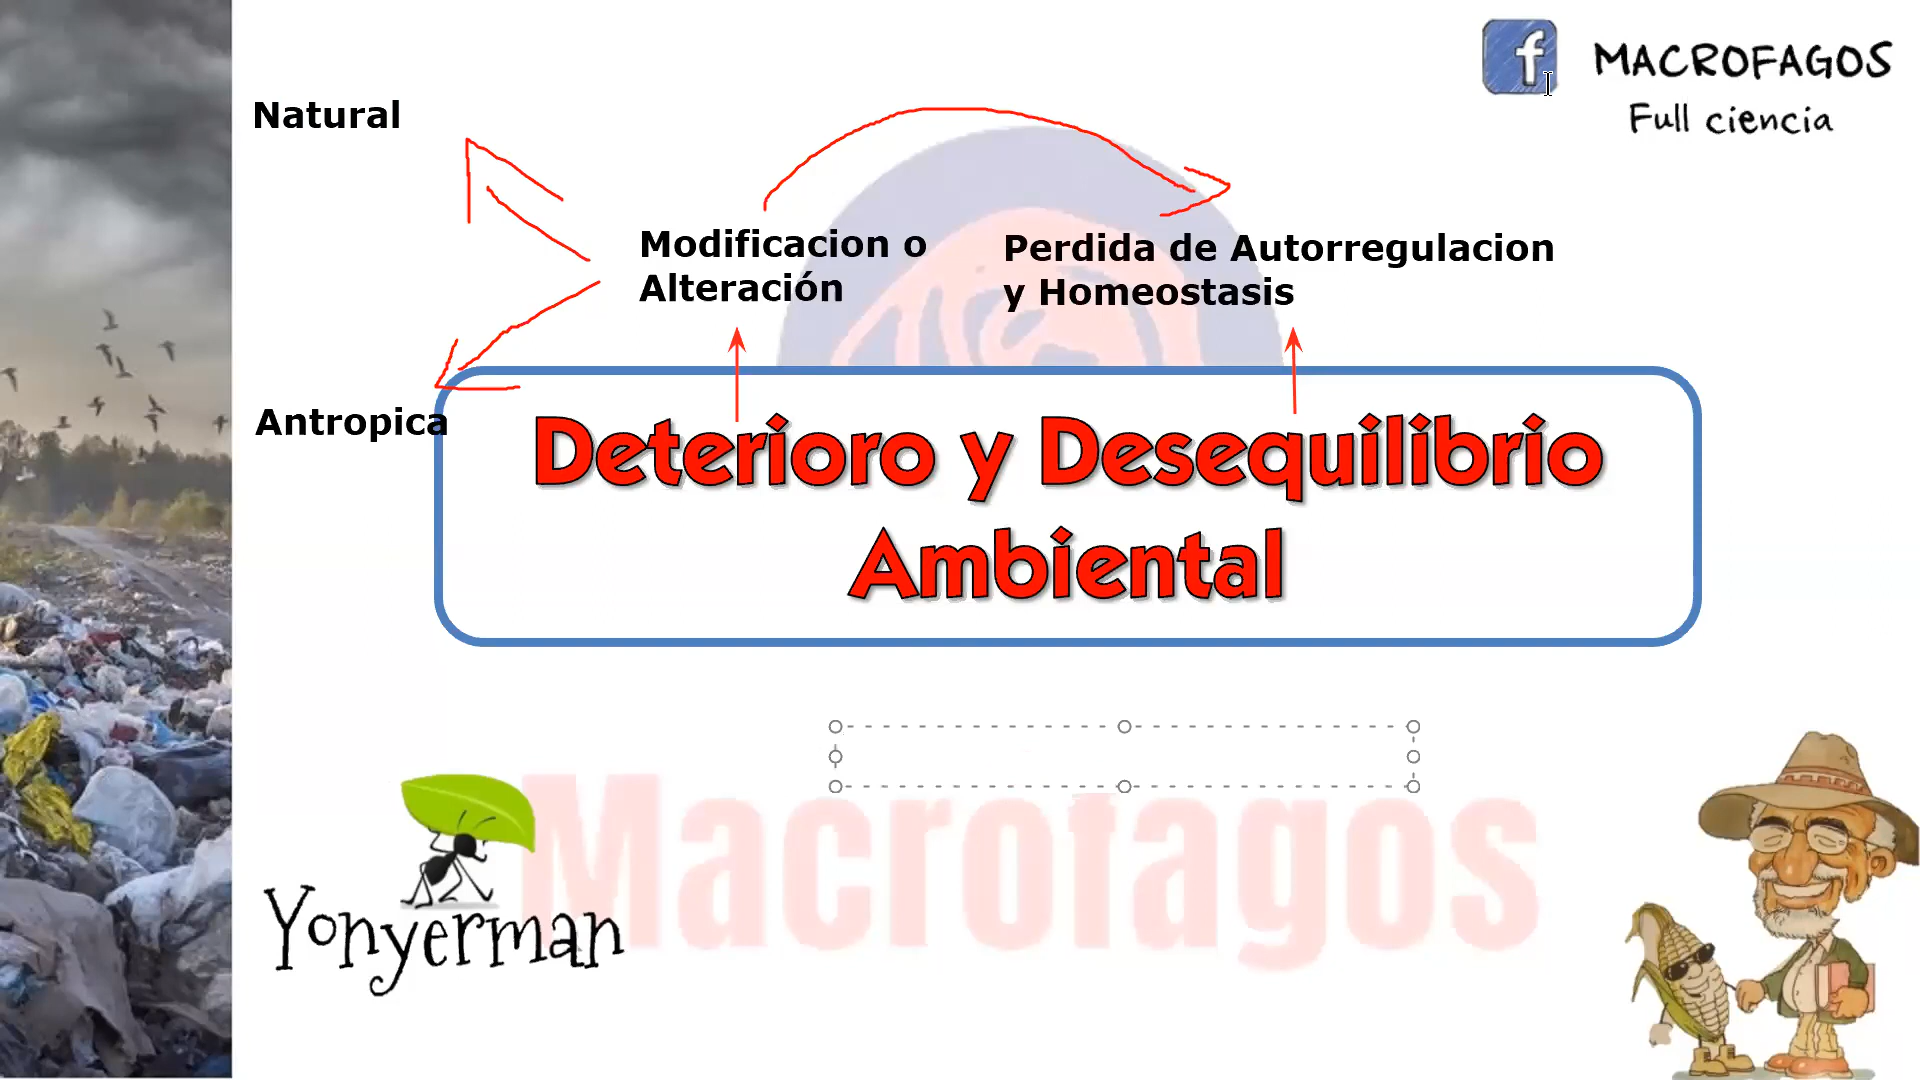 MACROFAGOS
Full ciencia
Natural
Modificacion o
Alteración
Perdida de Autorregulacion
y Homeostasis
Antropica
Deterioro y Desequilibrio
Ambiental
Macrofagos
Yonyerman